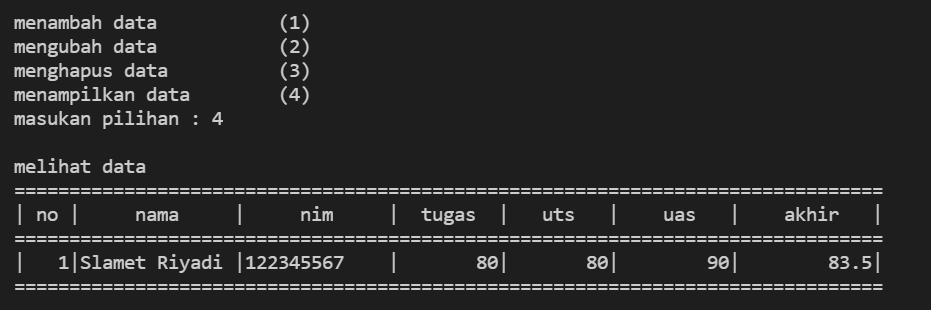 menambah data           (1)
mengubah data           (2)
menghapus data          (3)
menampilkan data        (4)
masukan pilihan : 4
melihat data
===============================================================================
| no |     nama     |     nim     |  tugas  |   uts   |    uas   |    akhir   |
===============================================================================
|   1|Slamet Riyadi |122345567    |       80|       80|        90|        83.5|
===============================================================================